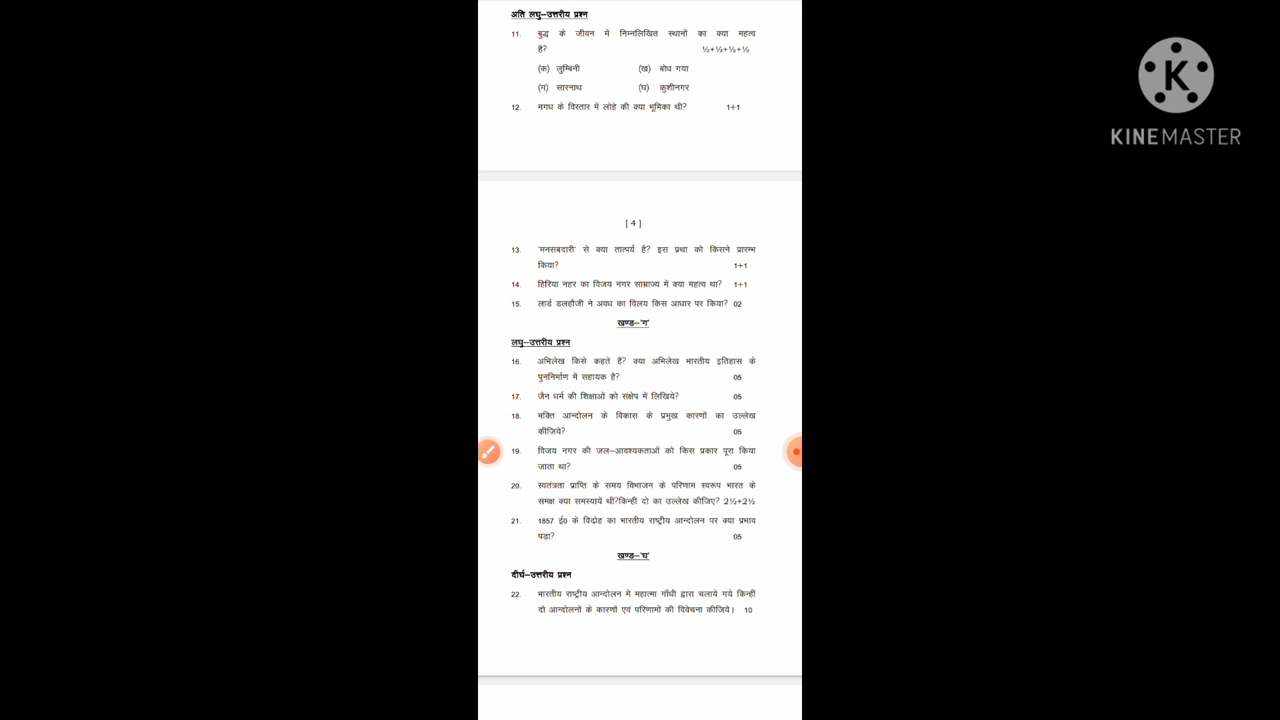 अति लघु–उत्तरीय प्रश्न
11. बुद्ध के जीवन में निम्नलिखित स्थानों का क्या महत्व
है? ½+½+½+½
(क) लुम्बिनी (ख) बोध गया
(ग) सारनाथ (घ) कुशीनगर
12. मगध के विस्तार में लोहे की क्या भूमिका थी? 1+1
K
KINEMASTER
[ 4 ]
13. 'मनसबदारी' से क्या तात्पर्य है? इस प्रथा को किसने प्रारम्भ
किया? 1+1
14. हिरिया नहर का विजय नगर साम्राज्य में क्या महत्व था? 1+1
15. लार्ड डलहौजी ने अवध का विलय किस आधार पर किया? 02
खण्ड–'ग'
लघु–उत्तरीय प्रश्न
16. अभिलेख किसे कहते हैं? क्या अभिलेख भारतीय इतिहास के
पुननिर्माण में सहायक है? 05
17. जैन धर्म की शिक्षाओं को संक्षेप में लिखिये? 05
18. भक्ति आन्दोलन के विकास के प्रमुख कारणों का उल्लेख
कीजिये? 05
19. विजय नगर की जल–आवश्यकताओं को किस प्रकार पूरा किया
जाता था? 05
20. स्वतंत्रता प्राप्ति के समय विभाजन के परिणाम स्वरूप भारत के
समक्ष क्या समस्यायें थीं?किन्हीं दो का उल्लेख कीजिए? 2½+2½
21. 1857 ई0 के विद्रोह का भारतीय राष्ट्रीय आन्दोलन पर क्या प्रभाव
पड़ा? 05
खण्ड–'घ'
दीर्घ–उत्तरीय प्रश्न
22. भारतीय राष्ट्रीय आन्दोलन में महात्मा गाँधी द्वारा चलाये गये किन्हीं
दो आन्दोलनों के कारणों एवं परिणामों की विवेचना कीजिये। 10